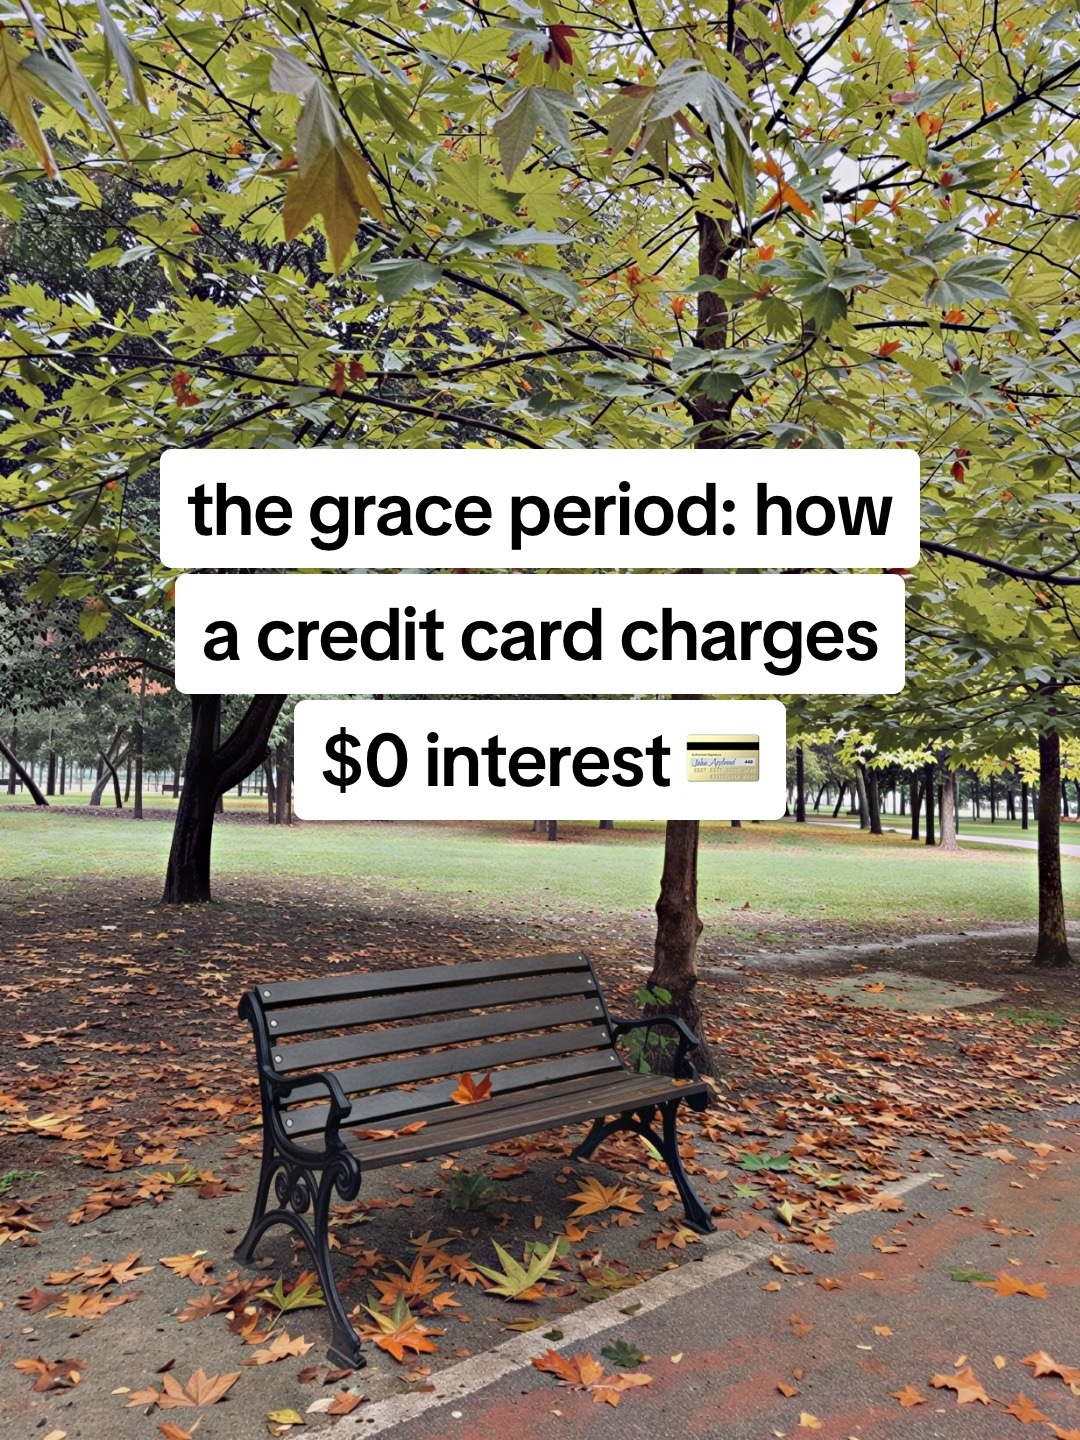 the grace period: how
a credit card charges
$0 interest 💳